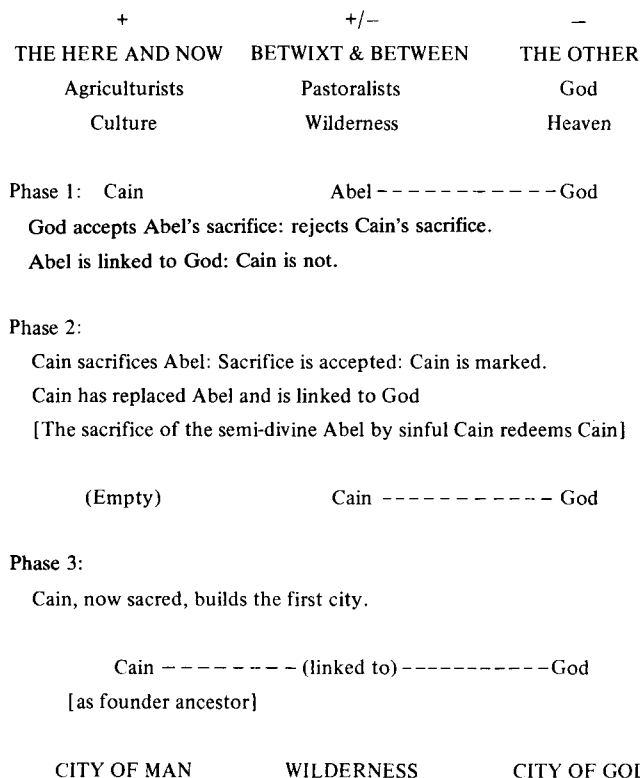 + +/− −
THE HERE AND NOW BETWIXT & BETWEEN THE OTHER
Agriculturists Pastoralists God
Culture Wilderness Heaven
Phase 1: Cain Abel - - - - - - - - - - - - God
God accepts Abel's sacrifice: rejects Cain's sacrifice.
Abel is linked to God: Cain is not.
Phase 2:
Cain sacrifices Abel: Sacrifice is accepted: Cain is marked.
Cain has replaced Abel and is linked to God
[The sacrifice of the semi-divine Abel by sinful Cain redeems Cain]
(Empty) Cain - - - - - - - - - - - - God
Phase 3:
Cain, now sacred, builds the first city.
Cain - - - - - - - - (linked to) - - - - - - - - - - - God
[as founder ancestor]
CITY OF MAN WILDERNESS CITY OF GOD